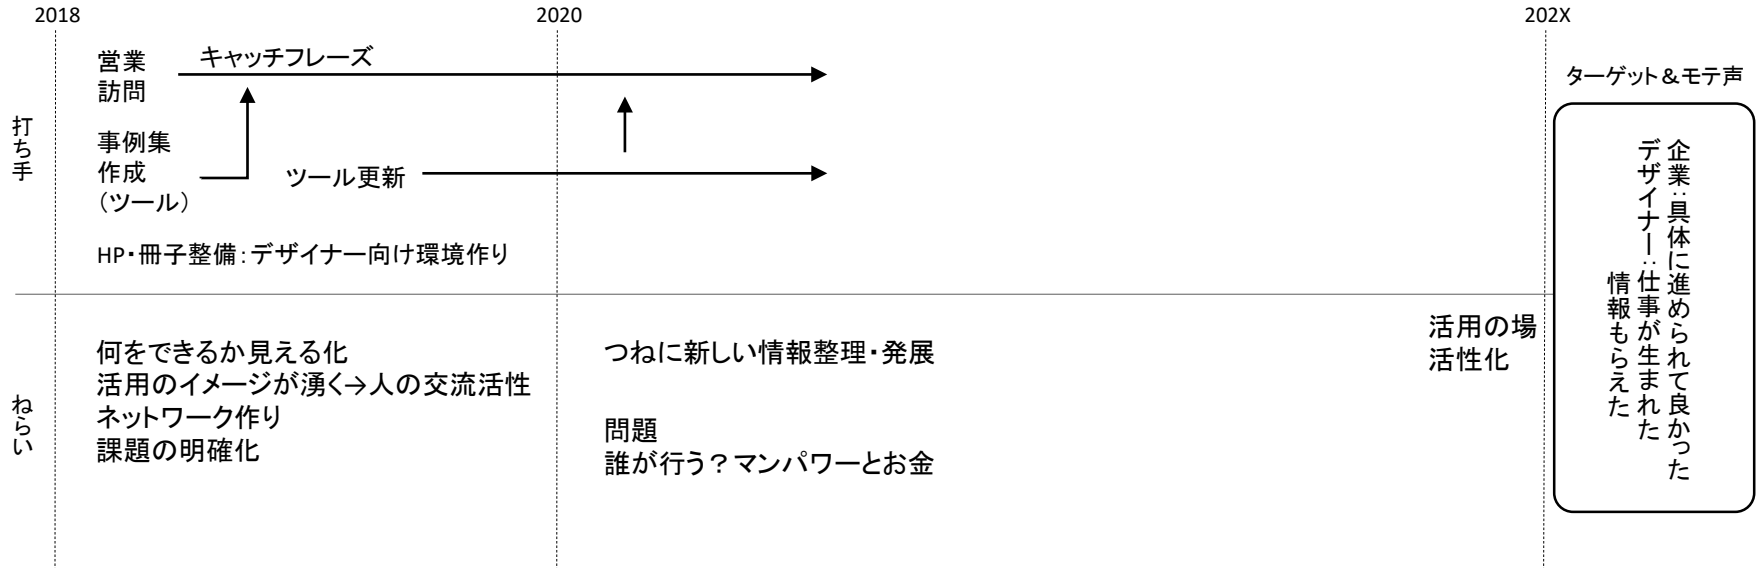 2018
2020
202X
打ち手
営業
訪問
キャッチフレーズ
事例集
作成
（ツール）
ツール更新
HP・冊子整備：デザイナー向け環境作り
ねらい
何をできるか見える化
活用のイメージが湧く→人の交流活性
ネットワーク作り
課題の明確化
つねに新しい情報整理・発展
問題
誰が行う？マンパワーとお金
活用の場
活性化
ターゲット＆モテ声
企業：具体に進められて良かった
デザイナー：仕事が生まれた
情報もらえた